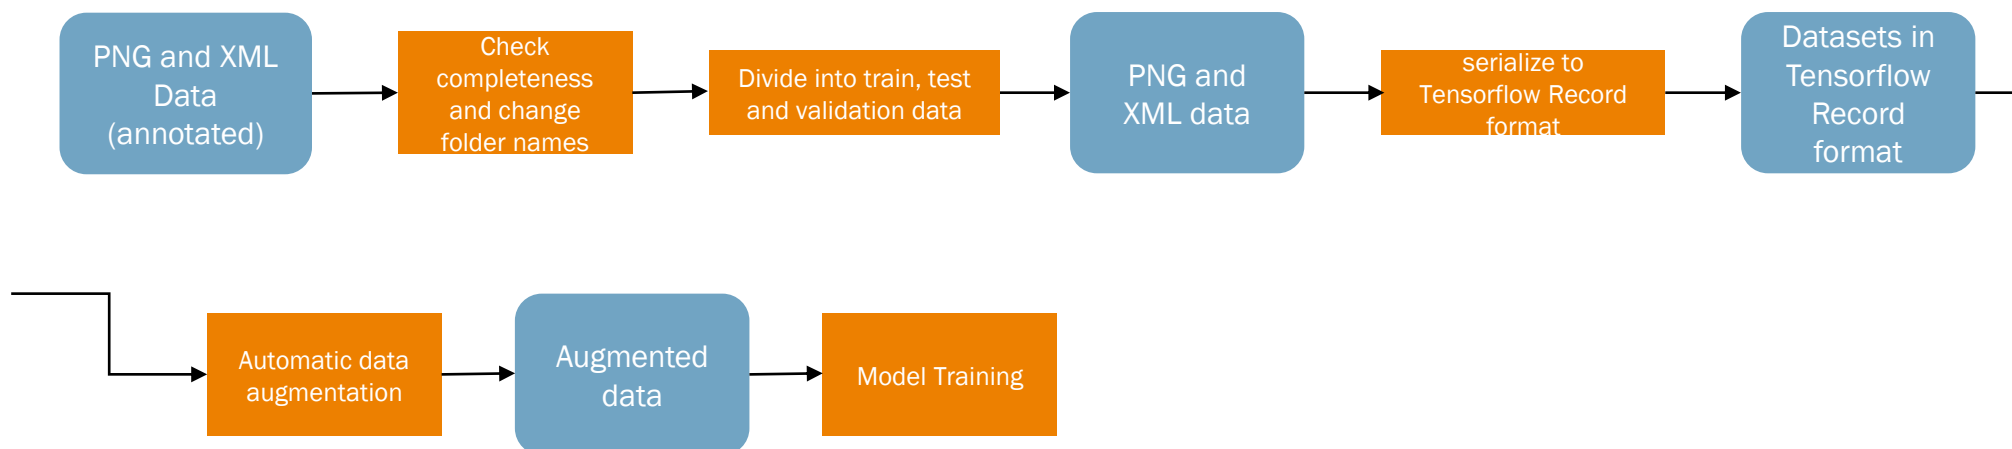 PNG and XML
Data
(annotated)
Check
completeness
and change
folder names
Divide into train, test
and validation data
PNG and
XML data
serialize to
Tensorflow Record
format
Datasets in
Tensorflow
Record
format
Automatic data
augmentation
Augmented
data
Model Training